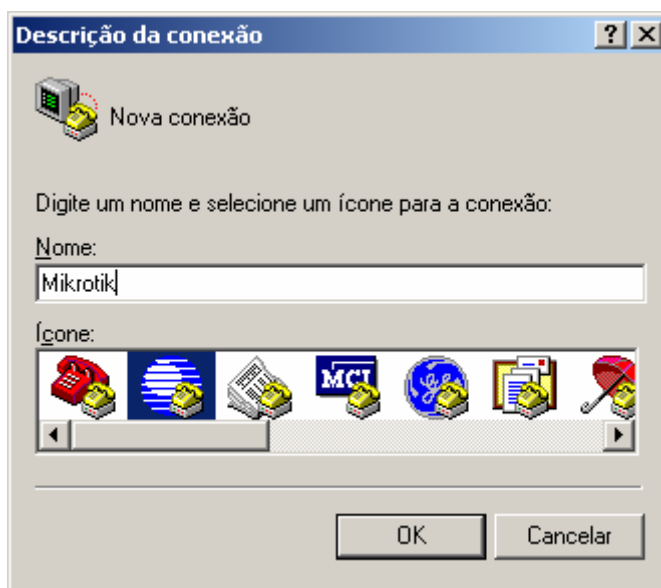 Descrição da conexão
Nova conexão
Digite um nome e selecione um ícone para a conexão:
Nome:
Mikrotik
Ícone:
MCI
OK Cancelar